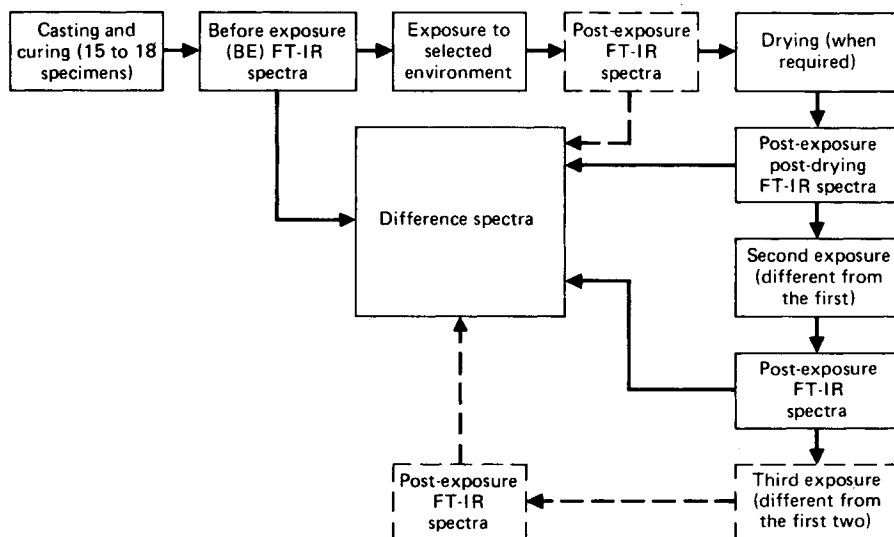 Casting and
curing (15 to 18
specimens)
Before exposure
(BE) FT-IR
spectra
Exposure to
selected
environment
Post-exposure
FT-IR
spectra
Drying (when
required)
Difference spectra
Post-exposure
post-drying
FT-IR spectra
Second exposure
(different from
the first)
Post-exposure
FT-IR
spectra
Post-exposure
FT-IR
spectra
Third exposure
(different from
the first two)